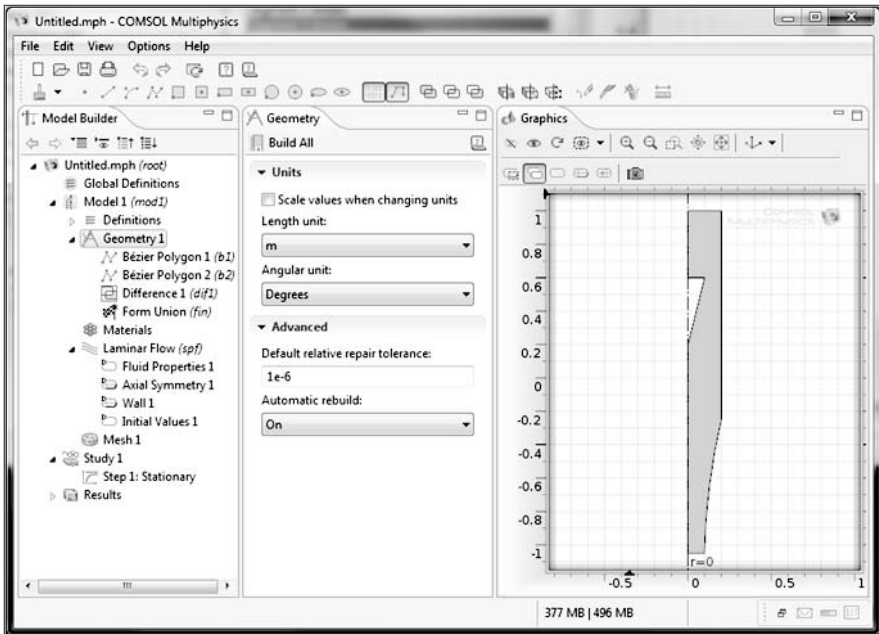 Untitled.mph - COMSOL Multiphysics
File Edit View Options Help
Model Builder
Untitled.mph (root)
Global Definitions
Model 1 (mod1)
Definitions
Geometry 1
Bézier Polygon 1 (b1)
Bézier Polygon 2 (b2)
Difference 1 (dif1)
Form Union (fin)
Materials
Laminar Flow (spf)
Fluid Properties 1
Axial Symmetry 1
Wall 1
Initial Values 1
Mesh 1
Study 1
Step 1: Stationary
Results
Geometry
Build All
Units
Scale values when changing units
Length unit:
m
Angular unit:
Degrees
Advanced
Default relative repair tolerance:
1e-6
Automatic rebuild:
On
Graphics
COMSOL
MULTIPHYSICS
1
0.8
0.6
0.4
0.2
0
-0.2
-0.4
-0.6
-0.8
-1
r=0
-0.5 0 0.5 1
377 MB | 496 MB